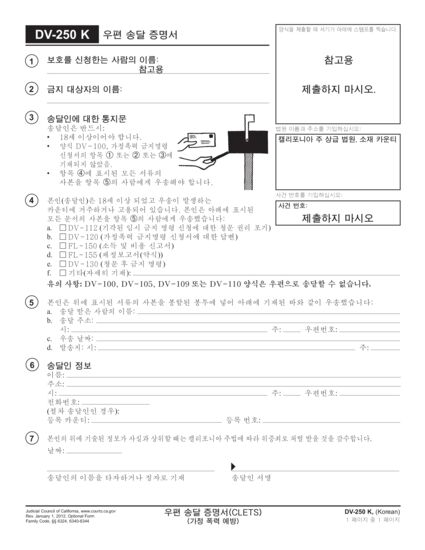 DV-250 K 우편 송달 증명서
양식을 제출할 때 서기가 아래에 스탬프를 찍습니다
참고용
제출하지 마시오.
1 보호를 신청한는 사람의 이름:
참고용
2 금지 대상자의 이름:
3 송달인에 대한 통지문
송달인은 반드시:
• 18세 이상이어야 합니다.
• 양식 DV-100, 가정폭력 금지명령
신청서의 항목 ① 또는 ② 또는 ③에
기재되지 않았음.
• 항목 ④에 표시된 모든 서류의
사본을 항목 ⑤의 사람에게 우송해야 합니다.
법원 이름과 주소를 기입하십시오:
캘리포니아 주 상급 법원, 소재 카운티
사건 번호를 기입하십시오:
사건 번호:
제출하지 마시오
4 본인(송달인)은 18세 이상 되었고 우송이 발생하는
카운티에 거주하거나 고용되어 있습니다. 본인은 아래에 표시된
모든 문서의 사본을 항목 ⑤의 사람에게 우송했습니다:
a. □ DV-112 (기각된 임시 금지 명령 신청에 대한 청문 권리 포기)
b. □ DV-120 (가정폭력 금지명령 신청서에 대한 답변)
c. □ FL-150 (소득 및 비용 신고서)
d. □ FL-155 (재정보고서(약식))
e. □ DV-130 (청문 후 금지 명령)
f. □ 기타(자세히 기재):
유의 사항: DV-100, DV-105, DV-109 또는 DV-110 양식은 우편으로 송달할 수 없습니다.
5 본인은 위에 표시된 서류의 사본을 봉함된 봉투에 넣어 아래에 기재된 바와 같이 우송했습니다:
a. 송달 받은 사람의 이름:
b. 송달 주소:
시: 주: 우편번호:
c. 우송 날짜:
d. 발송지: 시: 주:
6 송달인 정보
이름:
주소:
시: 주: 우편번호:
전화번호:
(절차 송달인인 경우):
등록 카운티: 등록 번호:
7 본인의 위에 기술된 정보가 사실과 상위할 때는 캘리포니아 주법에 따라 위증죄로 처벌 받을 것을 감수합니다.
날짜:
송달인의 이름을 타자하거나 정자로 기재 송달인 서명
Judicial Council of California, www.courts.ca.gov
Rev. January 1, 2012, Optional Form
Family Code, §§ 6324, 6340-6344
우편 송달 증명서(CLETS)
(가정 폭력 예방)
DV-250 K, (Korean)
1 페이지 중 1 페이지